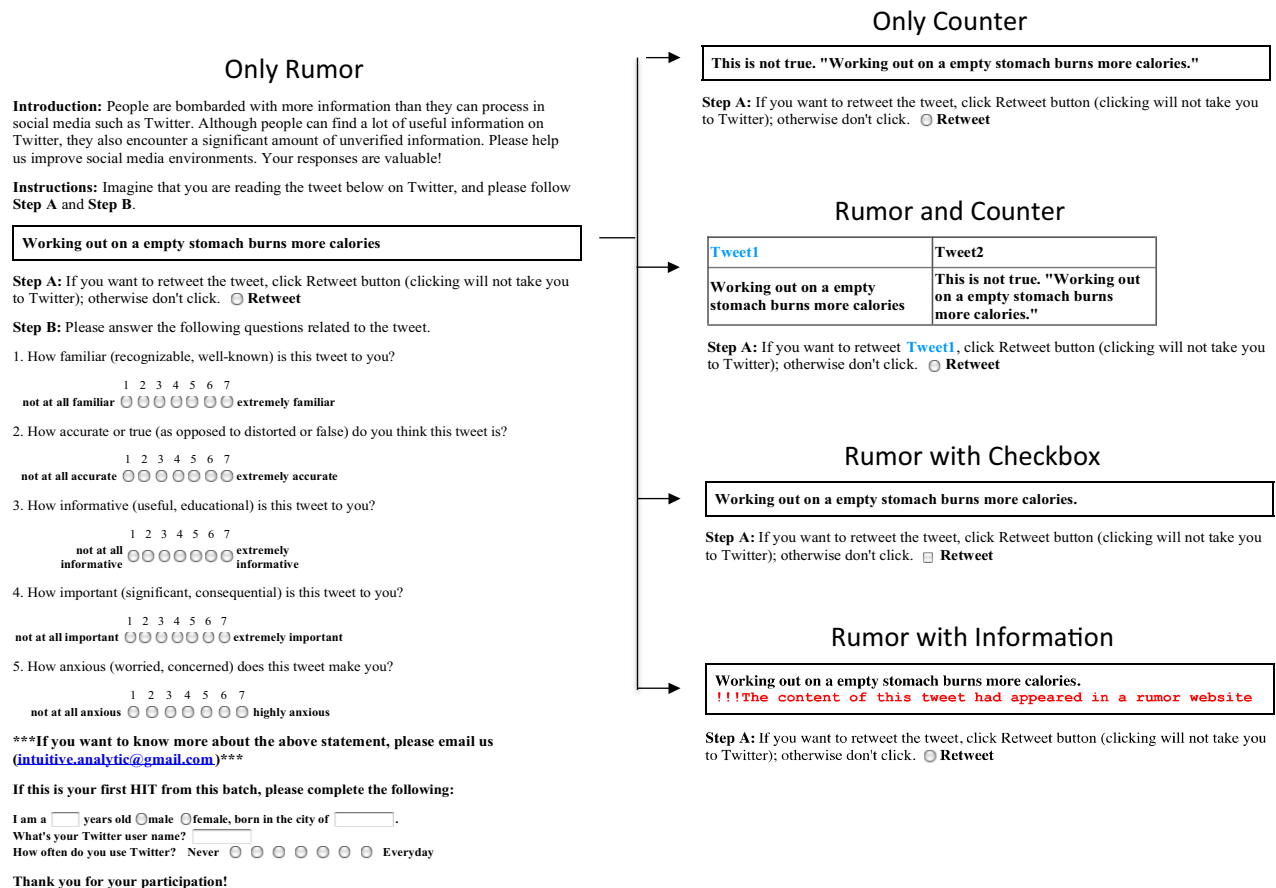 Only Rumor
Introduction: People are bombarded with more information than they can process in
social media such as Twitter. Although people can find a lot of useful information on
Twitter, they also encounter a significant amount of unverified information. Please help
us improve social media environments. Your responses are valuable!
Instructions: Imagine that you are reading the tweet below on Twitter, and please follow
Step A and Step B.
Working out on a empty stomach burns more calories
Step A: If you want to retweet the tweet, click Retweet button (clicking will not take you
to Twitter); otherwise don't click. Retweet
Step B: Please answer the following questions related to the tweet.
1. How familiar (recognizable, well-known) is this tweet to you?
1 2 3 4 5 6 7
not at all familiar extremely familiar
2. How accurate or true (as opposed to distorted or false) do you think this tweet is?
1 2 3 4 5 6 7
not at all accurate extremely accurate
3. How informative (useful, educational) is this tweet to you?
1 2 3 4 5 6 7
not at all extremely
informative informative
4. How important (significant, consequential) is this tweet to you?
1 2 3 4 5 6 7
not at all important extremely important
5. How anxious (worried, concerned) does this tweet make you?
1 2 3 4 5 6 7
not at all anxious highly anxious
***If you want to know more about the above statement, please email us
(intuitive.analytic@gmail.com)***
If this is your first HIT from this batch, please complete the following:
I am a years old male female, born in the city of .
What's your Twitter user name?
How often do you use Twitter? Never Everyday
Thank you for your participation!
Only Counter
This is not true. "Working out on a empty stomach burns more calories."
Step A: If you want to retweet the tweet, click Retweet button (clicking will not take you
to Twitter); otherwise don't click. Retweet
Rumor and Counter
Tweet1 Tweet2
Working out on a empty
stomach burns more calories
This is not true. "Working out
on a empty stomach burns
more calories."
Step A: If you want to retweet Tweet1, click Retweet button (clicking will not take you
to Twitter); otherwise don't click. Retweet
Rumor with Checkbox
Working out on a empty stomach burns more calories.
Step A: If you want to retweet the tweet, click Retweet button (clicking will not take you
to Twitter); otherwise don't click. Retweet
Rumor with Information
Working out on a empty stomach burns more calories.
!!!The content of this tweet had appeared in a rumor website
Step A: If you want to retweet the tweet, click Retweet button (clicking will not take you
to Twitter); otherwise don't click. Retweet